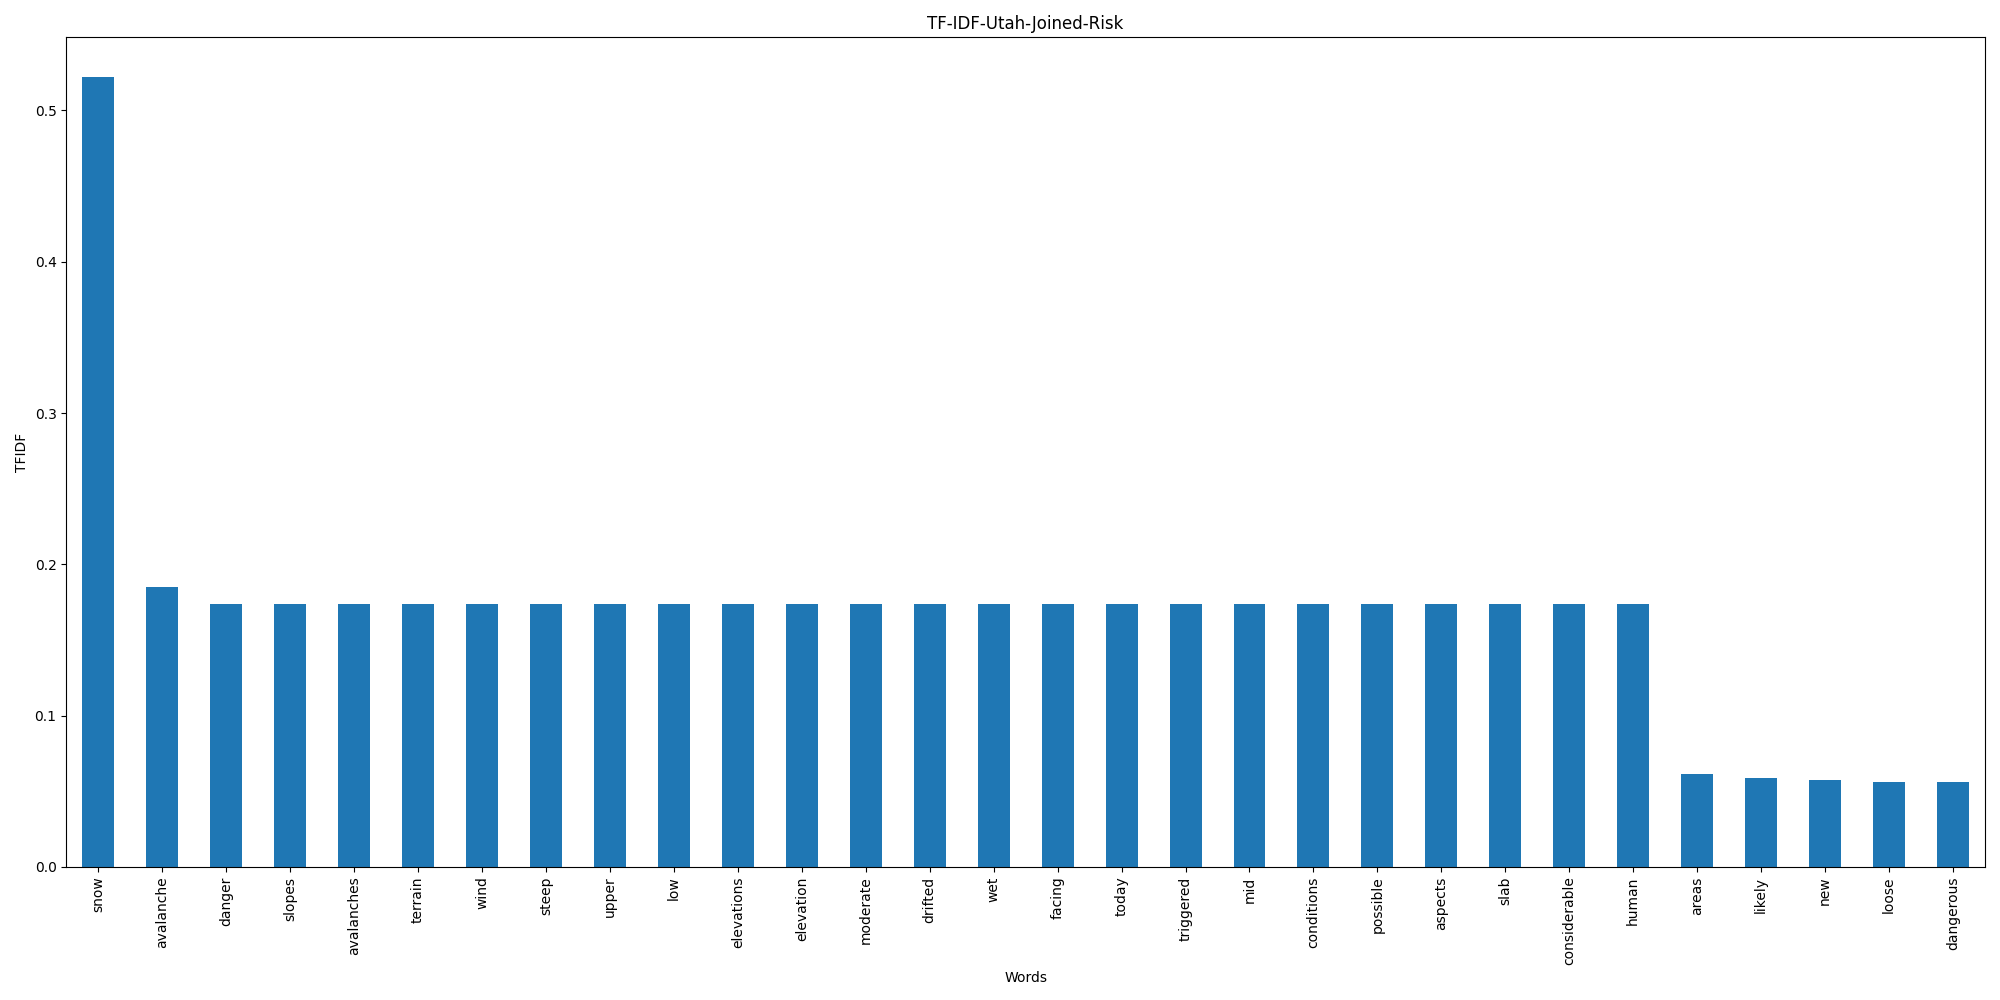 TF-IDF-Utah-Joined-Risk
TFIDF
0.5
0.4
0.3
0.2
0.1
0.0
snow
avalanche
danger
slopes
avalanches
terrain
wind
steep
upper
low
elevations
elevation
moderate
drifted
wet
facing
today
triggered
mid
conditions
possible
aspects
slab
considerable
human
areas
likely
new
loose
dangerous
Words